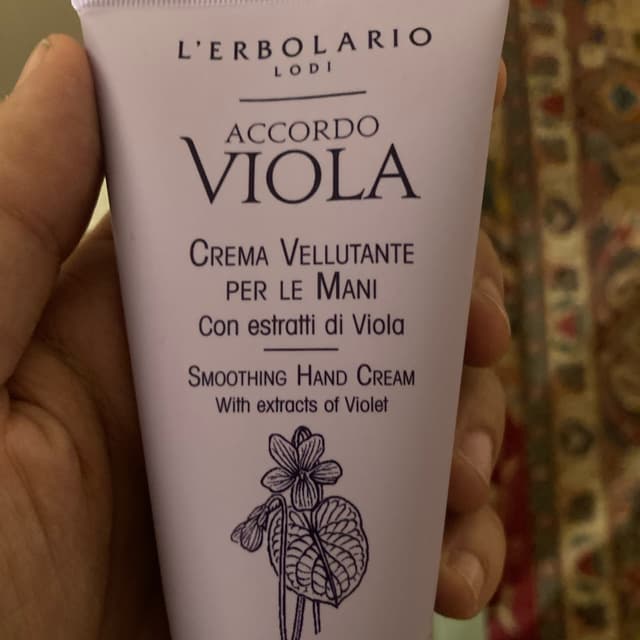 L'ERBOLARIO
LODI
ACCORDO
VIOLA
CREMA VELLUTANTE
PER LE MANI
Con estratti di Viola
SMOOTHING HAND CREAM
With extracts of Violet